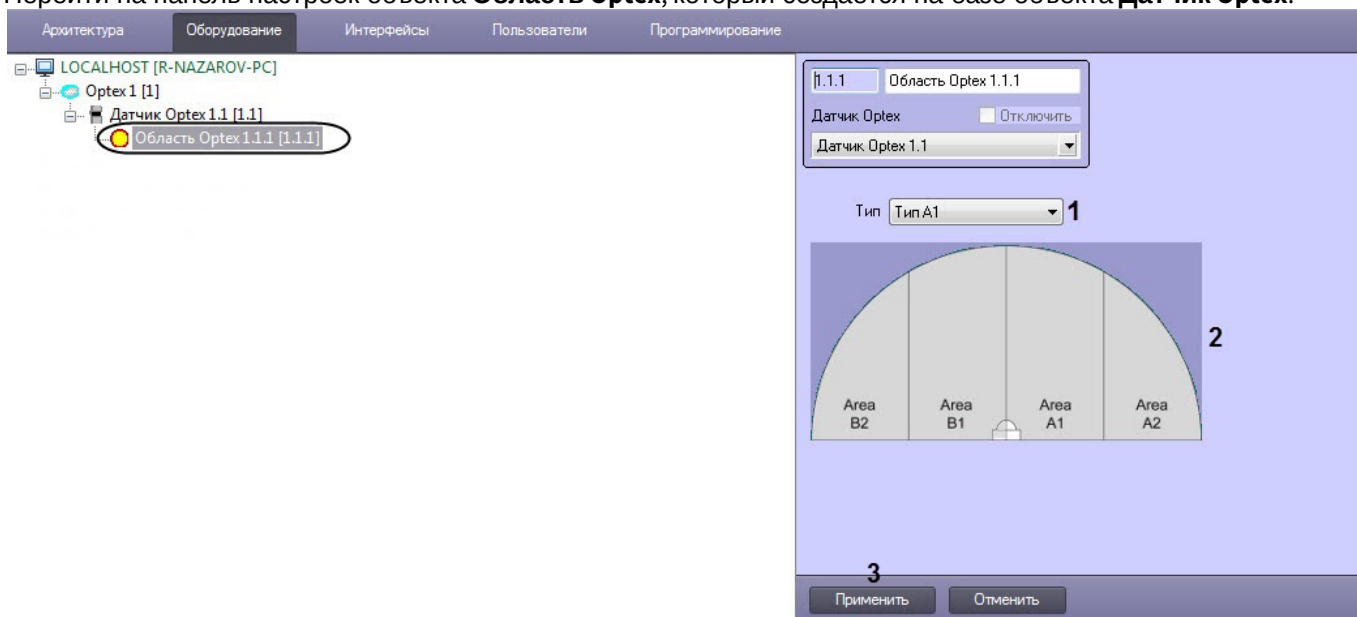 Перейти на панель настроек объекта Область Optex, который создается на базе объекта Датчик Optex.
Архитектура Оборудование Интерфейсы Пользователи Программирование
LOCALHOST [R-NAZAROV-PC]
Optex 1 [1]
Датчик Optex 1.1 [1.1]
Область Optex 1.1.1 [1.1.1]
1.1.1 Область Optex 1.1.1
Датчик Optex Отключить
Датчик Optex 1.1
Тип Тип A1 1
2
Area B2
Area B1
Area A1
Area A2
3
Применить Отменить